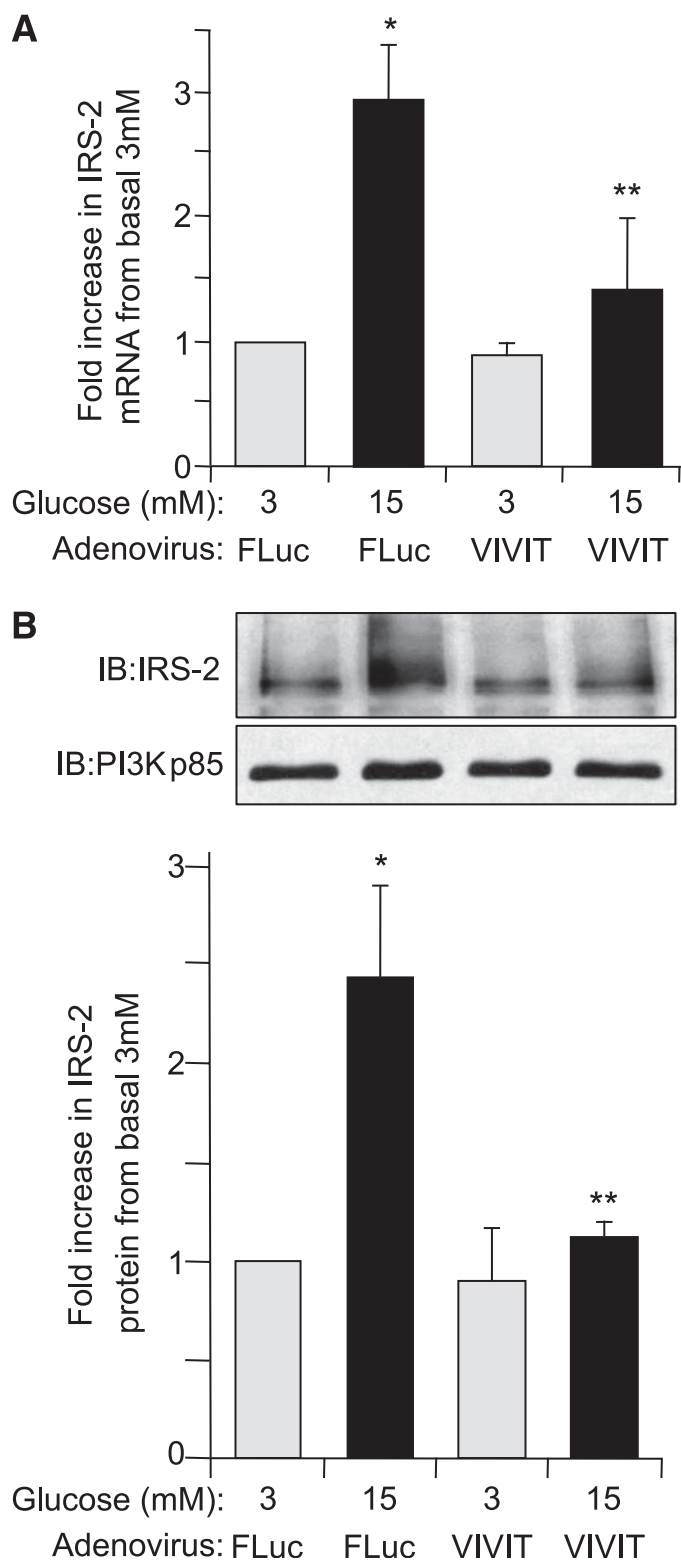 A
Fold increase in IRS-2
mRNA from basal 3mM
3
2
1
0
*
**
Glucose (mM): 3 15 3 15
Adenovirus: FLuc FLuc VIVIT VIVIT
B
IB:IRS-2
IB:PI3K p85
Fold increase in IRS-2
protein from basal 3mM
3
2
1
0
*
**
Glucose (mM): 3 15 3 15
Adenovirus: FLuc FLuc VIVIT VIVIT